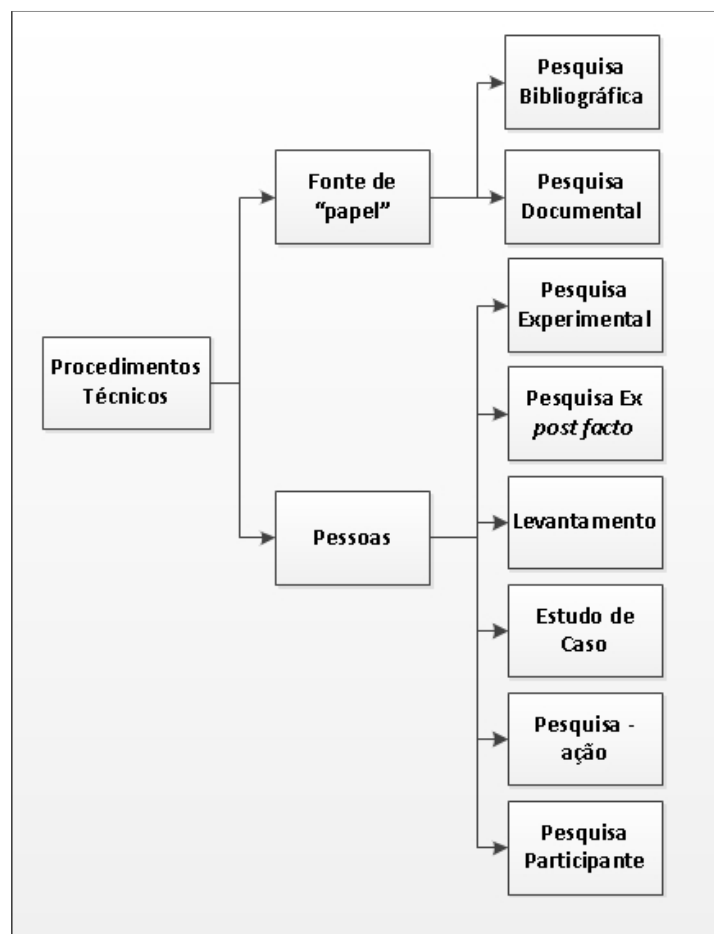 Procedimentos
Técnicos
Fonte de
“papel”
Pesquisa
Bibliográfica
Pesquisa
Documental
Pessoas
Pesquisa
Experimental
Pesquisa Ex
post facto
Levantamento
Estudo de
Caso
Pesquisa -
ação
Pesquisa
Participante